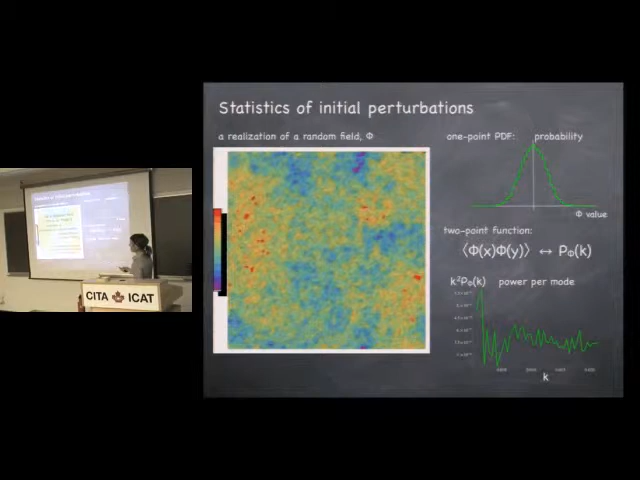 Statistics of initial perturbations
a realization of a random field, Φ
one-point PDF: probability
Φ value
two-point function:
⟨Φ(x)Φ(y)⟩ ↔ PΦ(k)
k²PΦ(k) power per mode
k
CITA ICAT